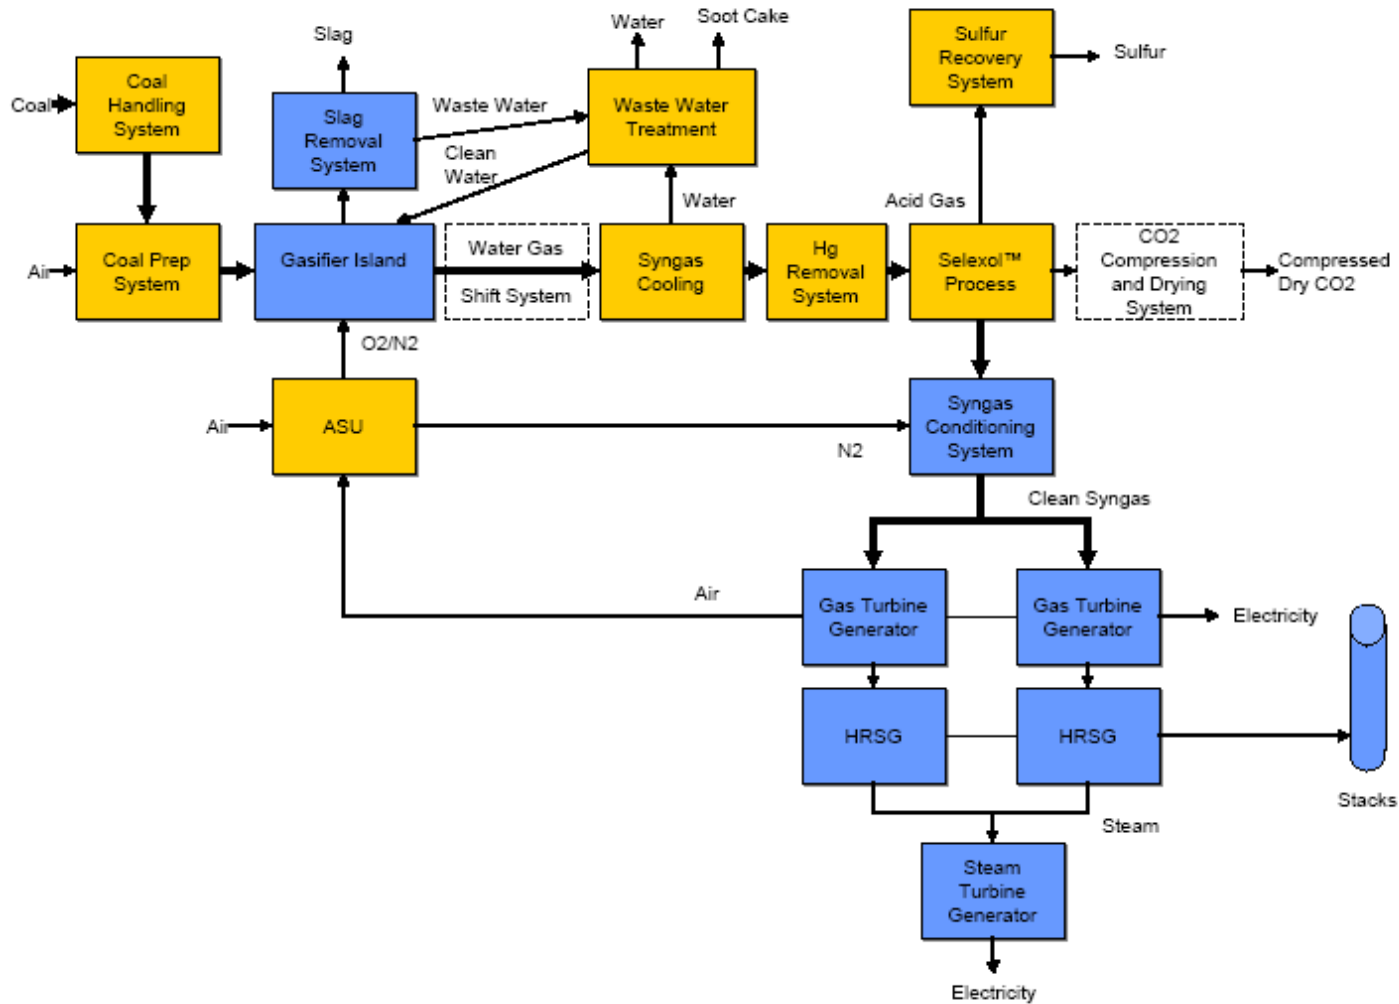 Water
Soot Cake
Slag
Sulfur
Recovery
System
Sulfur
Coal
Coal
Handling
System
Slag
Removal
System
Waste Water
Waste Water
Treatment
Clean
Water
Water
Acid Gas
Air
Coal Prep
System
Gasifier Island
Water Gas
Shift System
Syngas
Cooling
Hg
Removal
System
Selexol™
Process
CO2
Compression
and Drying
System
Compressed
Dry CO2
O2/N2
Air
ASU
N2
Syngas
Conditioning
System
Clean Syngas
Air
Gas Turbine
Generator
Gas Turbine
Generator
Electricity
HRSG
HRSG
Stacks
Steam
Steam
Turbine
Generator
Electricity